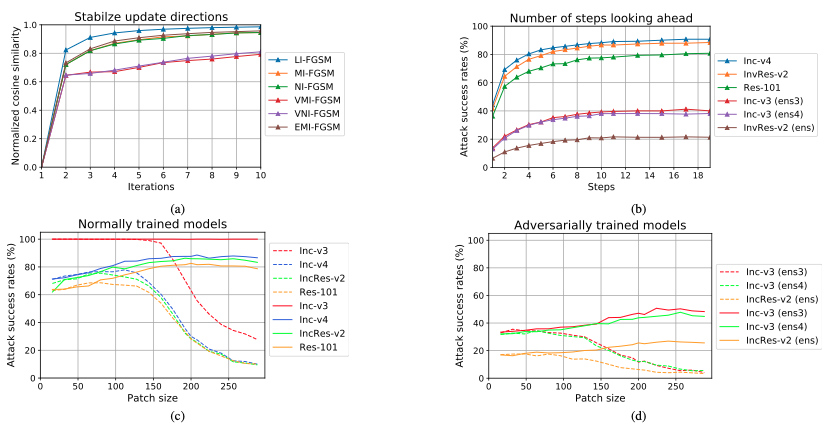 Stabilze update directions
Normalized cosine similarity
1.0
0.8
0.6
0.4
0.2
0.0
1 2 3 4 5 6 7 8 9 10
Iterations
LI-FGSM
MI-FGSM
NI-FGSM
VMI-FGSM
VNI-FGSM
EMI-FGSM
(a)
Number of steps looking ahead
Attack success rates (%)
100
80
60
40
20
0
2 4 6 8 10 12 14 16 18
Steps
Inc-v4
InvRes-v2
Res-101
Inc-v3 (ens3)
Inc-v3 (ens4)
InvRes-v2 (ens)
(b)
Normally trained models
Attack success rates (%)
100
80
60
40
20
0
0 50 100 150 200 250
Patch size
Inc-v3
Inc-v4
IncRes-v2
Res-101
Inc-v3
Inc-v4
IncRes-v2
Res-101
(c)
Adversarially trained models
Attack success rates (%)
100
80
60
40
20
0
0 50 100 150 200 250
Patch size
Inc-v3 (ens3)
Inc-v3 (ens4)
IncRes-v2 (ens)
Inc-v3 (ens3)
Inc-v3 (ens4)
IncRes-v2 (ens)
(d)